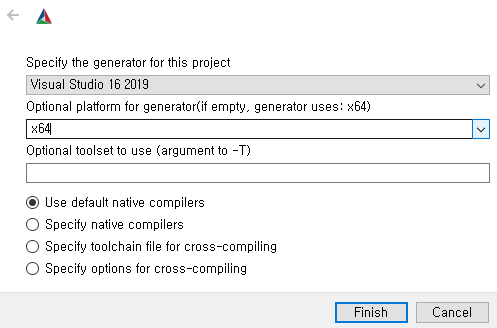 Specify the generator for this project
Visual Studio 16 2019
Optional platform for generator(if empty, generator uses: x64)
x64
Optional toolset to use (argument to -T)
Use default native compilers
Specify native compilers
Specify toolchain file for cross-compiling
Specify options for cross-compiling
Finish
Cancel